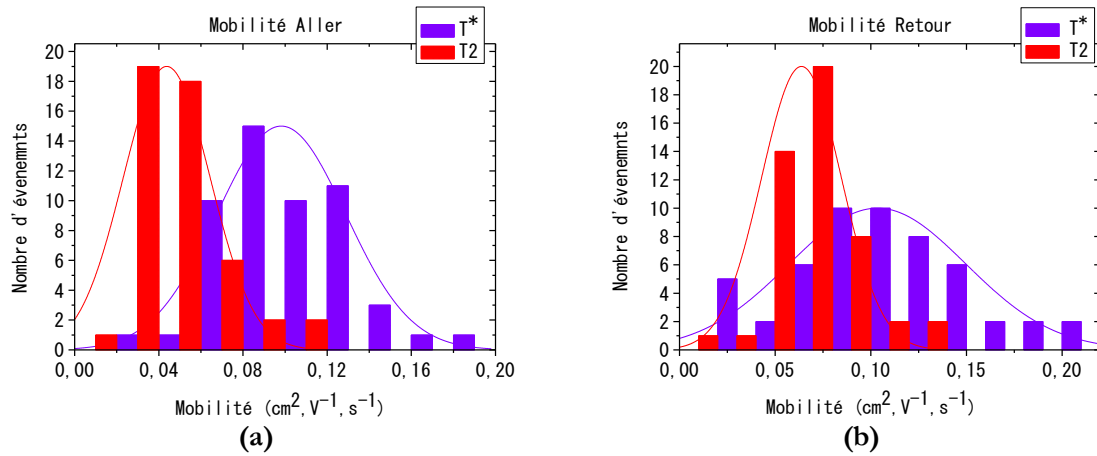 Mobilité Aller
T*
T2
Nombre d'évenemnts
20
18
16
14
12
10
8
6
4
2
0
0,00 0,04 0,08 0,12 0,16 0,20
Mobilité (cm²,V⁻¹,s⁻¹)
(a)
Mobilité Retour
T*
T2
Nombre d'évenemnts
20
18
16
14
12
10
8
6
4
2
0
0,00 0,05 0,10 0,15 0,20
Mobilité (cm²,V⁻¹,s⁻¹)
(b)